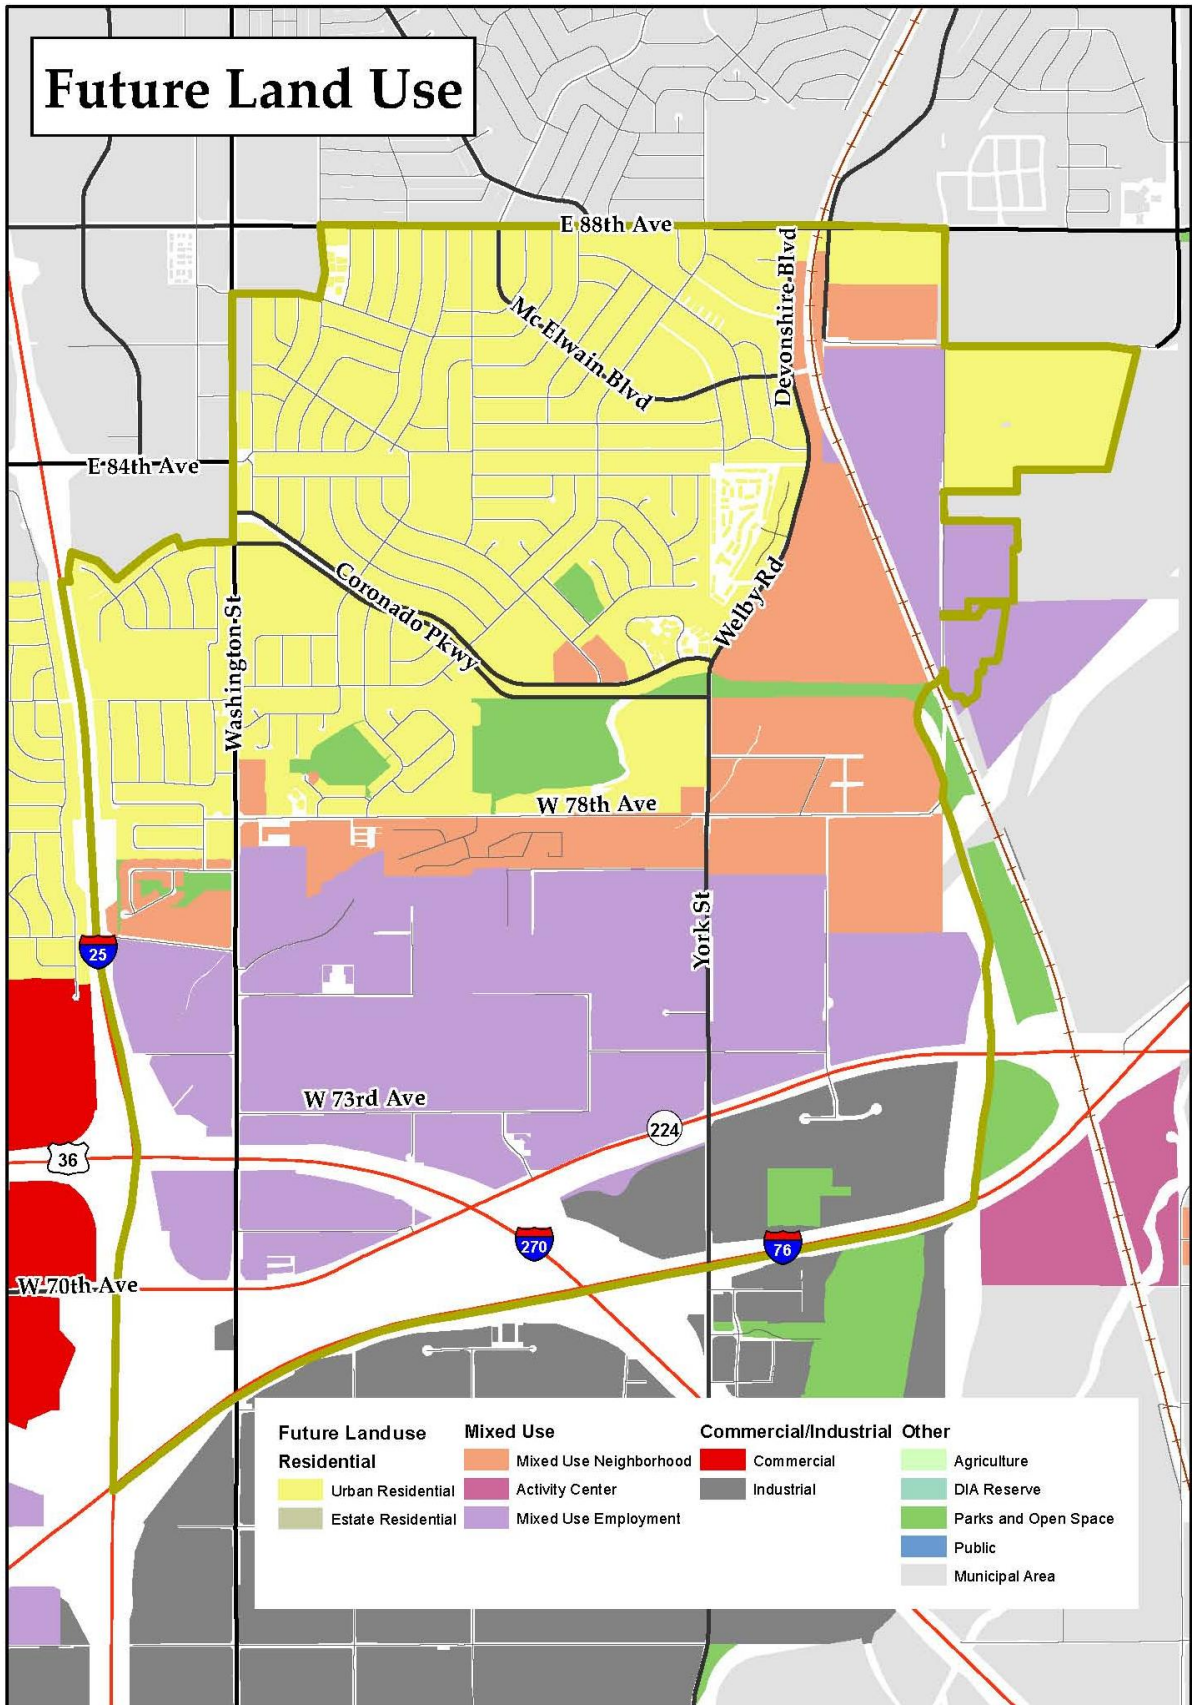 Future Land Use
E 88th Ave
Devonshire Blvd
Mc Elwain Blvd
E 84th Ave
Coronado Pkwy
Welby Rd
Washington St
W 78th Ave
York St
25
W 73rd Ave
224
36
270
76
W 70th Ave
Future Landuse
Residential
Urban Residential
Estate Residential
Mixed Use
Mixed Use Neighborhood
Activity Center
Mixed Use Employment
Commercial/Industrial
Commercial
Industrial
Other
Agriculture
DIA Reserve
Parks and Open Space
Public
Municipal Area